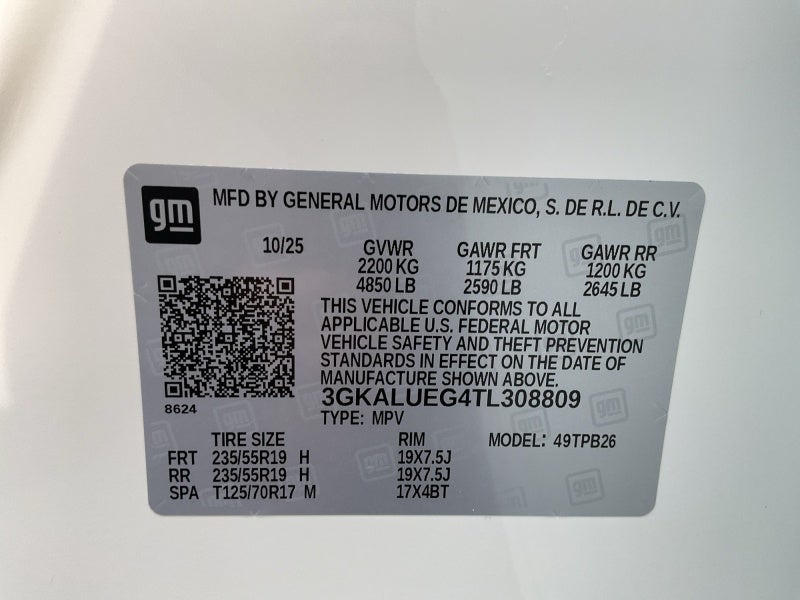 gm MFD BY GENERAL MOTORS DE MEXICO, S. DE R.L. DE C.V.
10/25 GVWR GAWR FRT GAWR RR
2200 KG 1175 KG 1200 KG
4850 LB 2590 LB 2645 LB
THIS VEHICLE CONFORMS TO ALL
APPLICABLE U.S. FEDERAL MOTOR
VEHICLE SAFETY AND THEFT PREVENTION
STANDARDS IN EFFECT ON THE DATE OF
MANUFACTURE SHOWN ABOVE.
8624
3GKALUEG4TL308809
TYPE: MPV
TIRE SIZE RIM MODEL: 49TPB26
FRT 235/55R19 H 19X7.5J
RR 235/55R19 H 19X7.5J
SPA T125/70R17 M 17X4BT